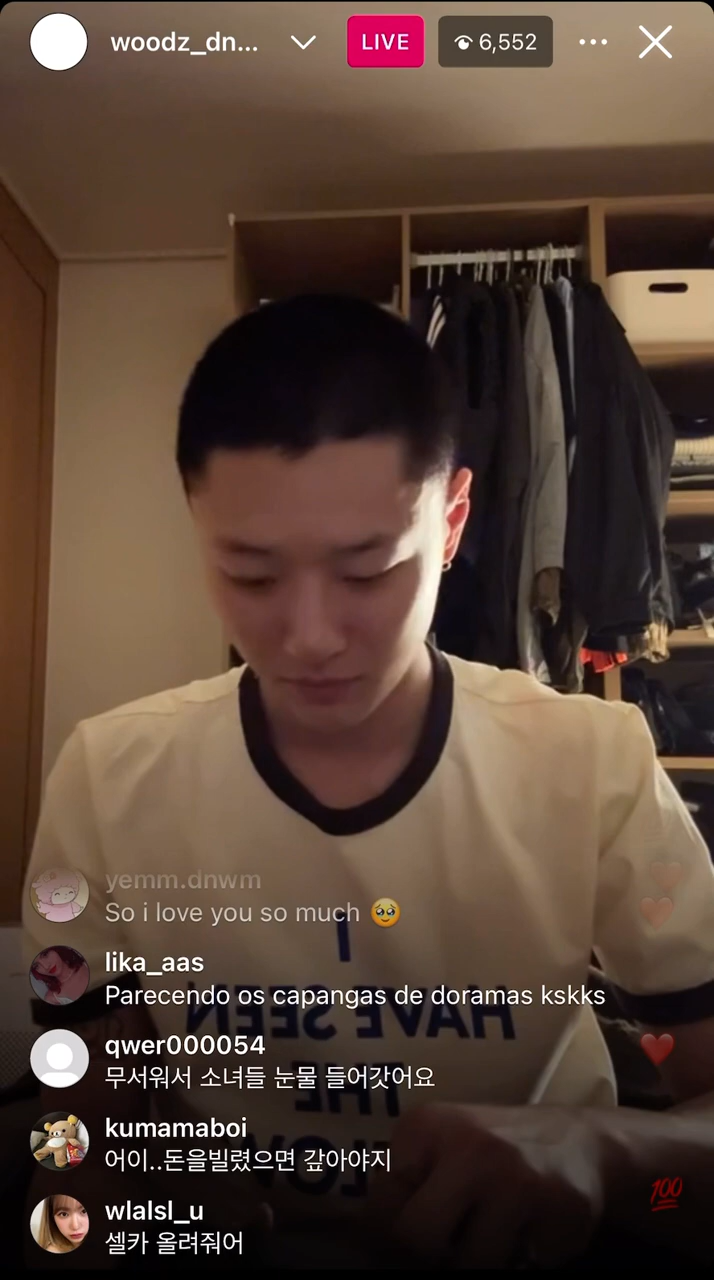 woodz_dn...
LIVE
6,552
yemm.dnwm
So i love you so much 🥹
lika_aas
Parecendo os capangas de doramas kskks
qwer000054
무서워서 소녀들 눈물 들어갓어요
kumamaboi
어이..돈을빌렸으면 갚아야지
wlalsl_u
셀카 올려줘어
I
HAVE SEEN
THE
100